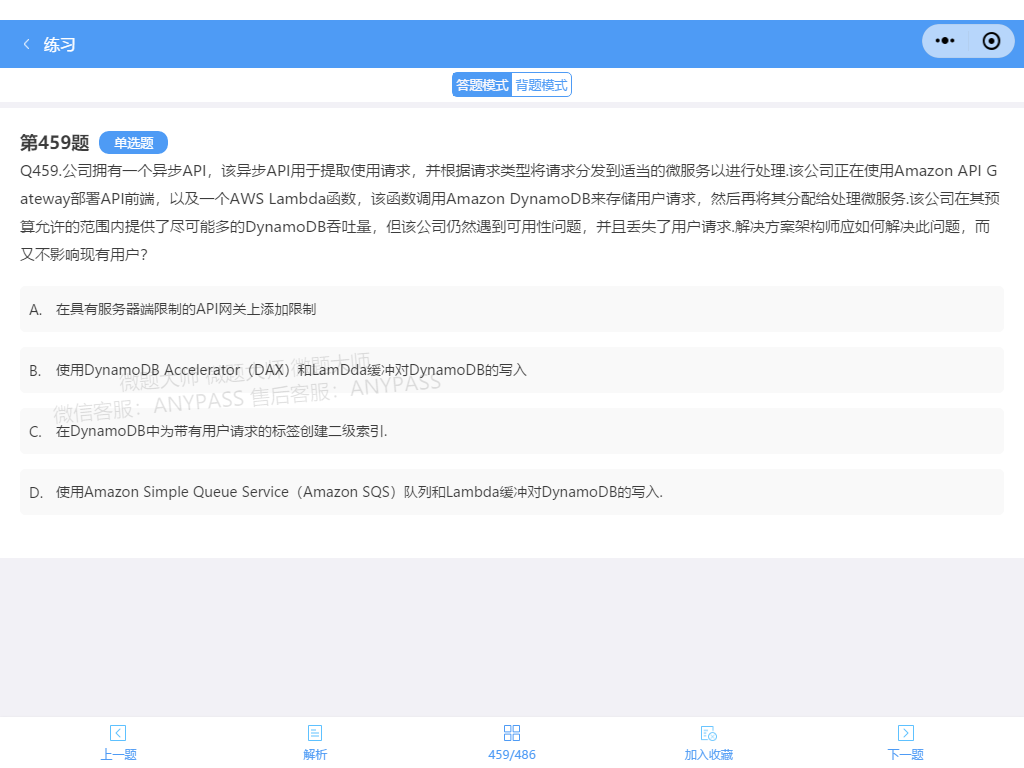 练习
答题模式 背题模式
第459题 单选题
Q459.公司拥有一个异步API，该异步API用于提取使用请求，并根据请求类型将请求分发到适当的微服务以进行处理.该公司正在使用Amazon API G
ateway部署API前端，以及一个AWS Lambda函数，该函数调用Amazon DynamoDB来存储用户请求，然后再将其分配给处理微服务.该公司在其预
算允许的范围内提供了尽可能多的DynamoDB吞吐量，但该公司仍然遇到可用性问题，并且丢失了用户请求.解决方案架构师应如何解决此问题，而
又不影响现有用户？
A. 在具有服务器端限制的API网关上添加限制
B. 使用DynamoDB Accelerator（DAX）和LamDda缓冲对DynamoDB的写入
微题大师 微题大师 微题大师
微信客服：ANYPASS 售后客服：ANYPASS
C. 在DynamoDB中为带有用户请求的标签创建二级索引.
D. 使用Amazon Simple Queue Service（Amazon SQS）队列和Lambda缓冲对DynamoDB的写入.
上一题 解析 459/486 加入收藏 下一题